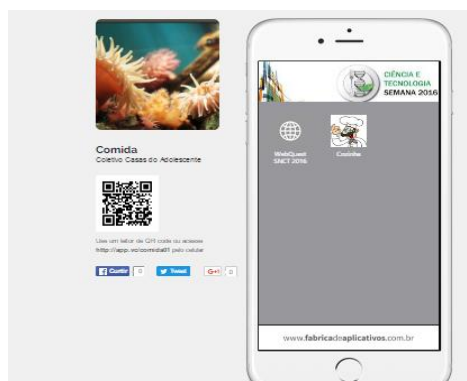 Comida
Coletivo Casas do Adolescente
Use um leitor de QR code ou acesse
http://app.vc/comida01 pelo celular
Curtir 0
Tweet
G+1 0
CIÊNCIA E
TECNOLOGIA
SEMANA 2016
WebQuest
SNCT 2016
Cozinha
www.fabricadeaplicativos.com.br